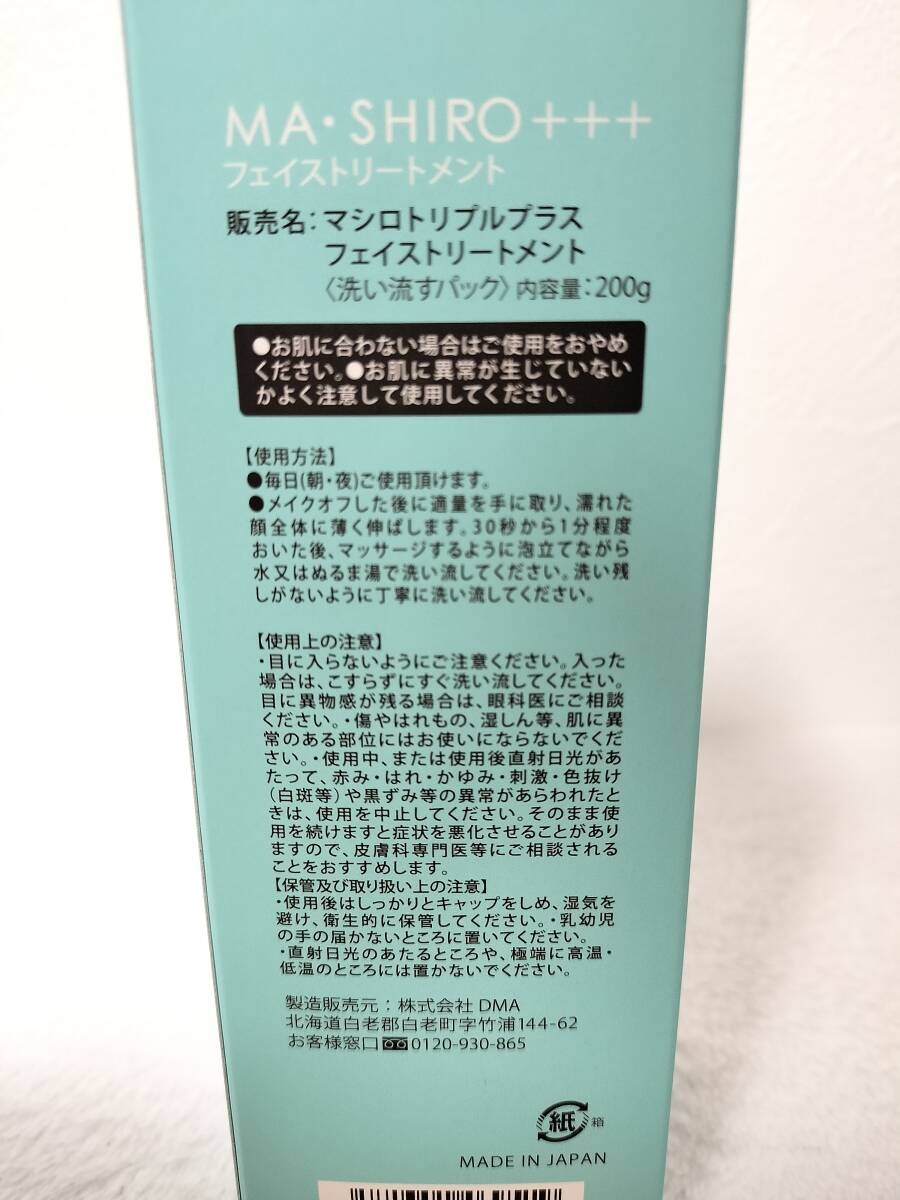 MA・SHIRO+++
フェイストリートメント
販売名：マシロトリプルプラス
フェイストリートメント
〈洗い流すパック〉内容量：200g
●お肌に合わない場合はご使用をおやめ
ください。●お肌に異常が生じていない
かよく注意して使用してください。
【使用方法】
●毎日(朝・夜)ご使用頂けます。
●メイクオフした後に適量を手に取り、濡れた
顔全体に薄く伸ばします。30秒から1分程度
おいた後、マッサージするように泡立てながら
水又はぬるま湯で洗い流してください。洗い残
しがないように丁寧に洗い流してください。
【使用上の注意】
・目に入らないようにご注意ください。入った
場合は、こすらずにすぐ洗い流してください。
目に異物感が残る場合は、眼科医にご相談
ください。・傷やはれもの、湿しん等、肌に異
常のある部位にはお使いにならないでくだ
さい。・使用中、または使用後直射日光があ
たって、赤み・はれ・かゆみ・刺激・色抜け
（白斑等）や黒ずみ等の異常があらわれたと
きは、使用を中止してください。そのまま使
用を続けますと症状を悪化させることがあり
ますので、皮膚科専門医等にご相談される
ことをおすすめします。
【保管及び取り扱い上の注意】
・使用後はしっかりとキャップをしめ、湿気を
避け、衛生的に保管してください。・乳幼児
の手の届かないところに置いてください。
・直射日光のあたるところや、極端に高温・
低温のところには置かないでください。
製造販売元：株式会社 DMA
北海道白老郡白老町字竹浦144-62
お客様窓口0120-930-865
紙 箱
MADE IN JAPAN